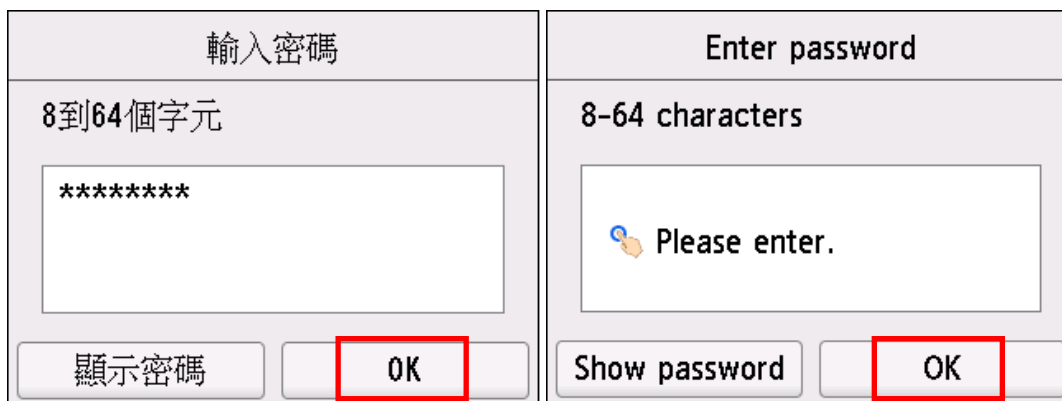 輸入密碼
8到64個字元
********
顯示密碼
OK
Enter password
8-64 characters
Please enter.
Show password
OK